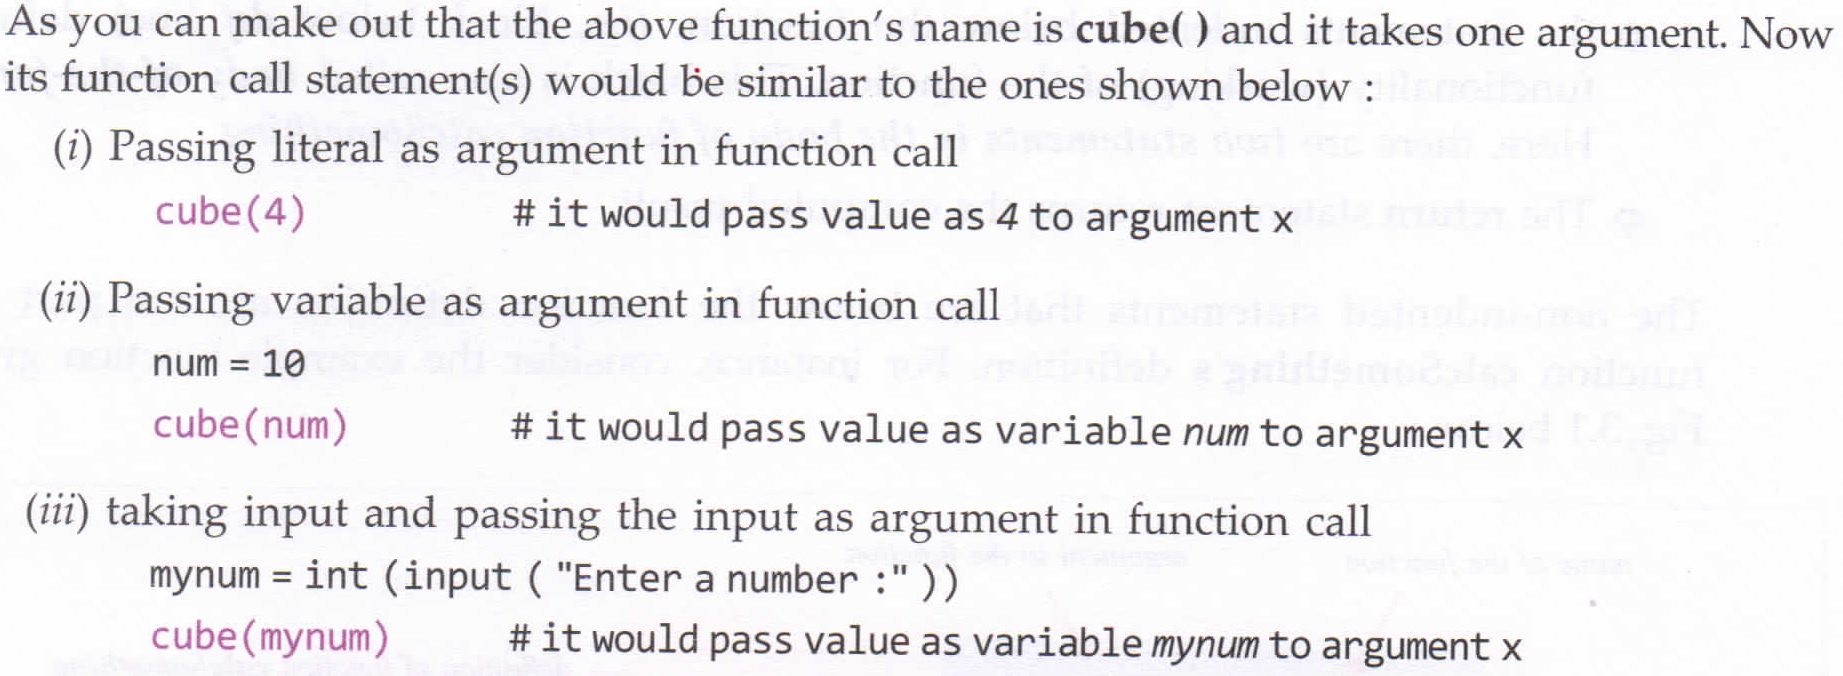 As you can make out that the above function's name is cube( ) and it takes one argument. Now
its function call statement(s) would be similar to the ones shown below :
(i) Passing literal as argument in function call
cube(4) # it would pass value as 4 to argument x
(ii) Passing variable as argument in function call
num = 10
cube(num) # it would pass value as variable num to argument x
(iii) taking input and passing the input as argument in function call
mynum = int (input ( "Enter a number :" ))
cube(mynum) # it would pass value as variable mynum to argument x